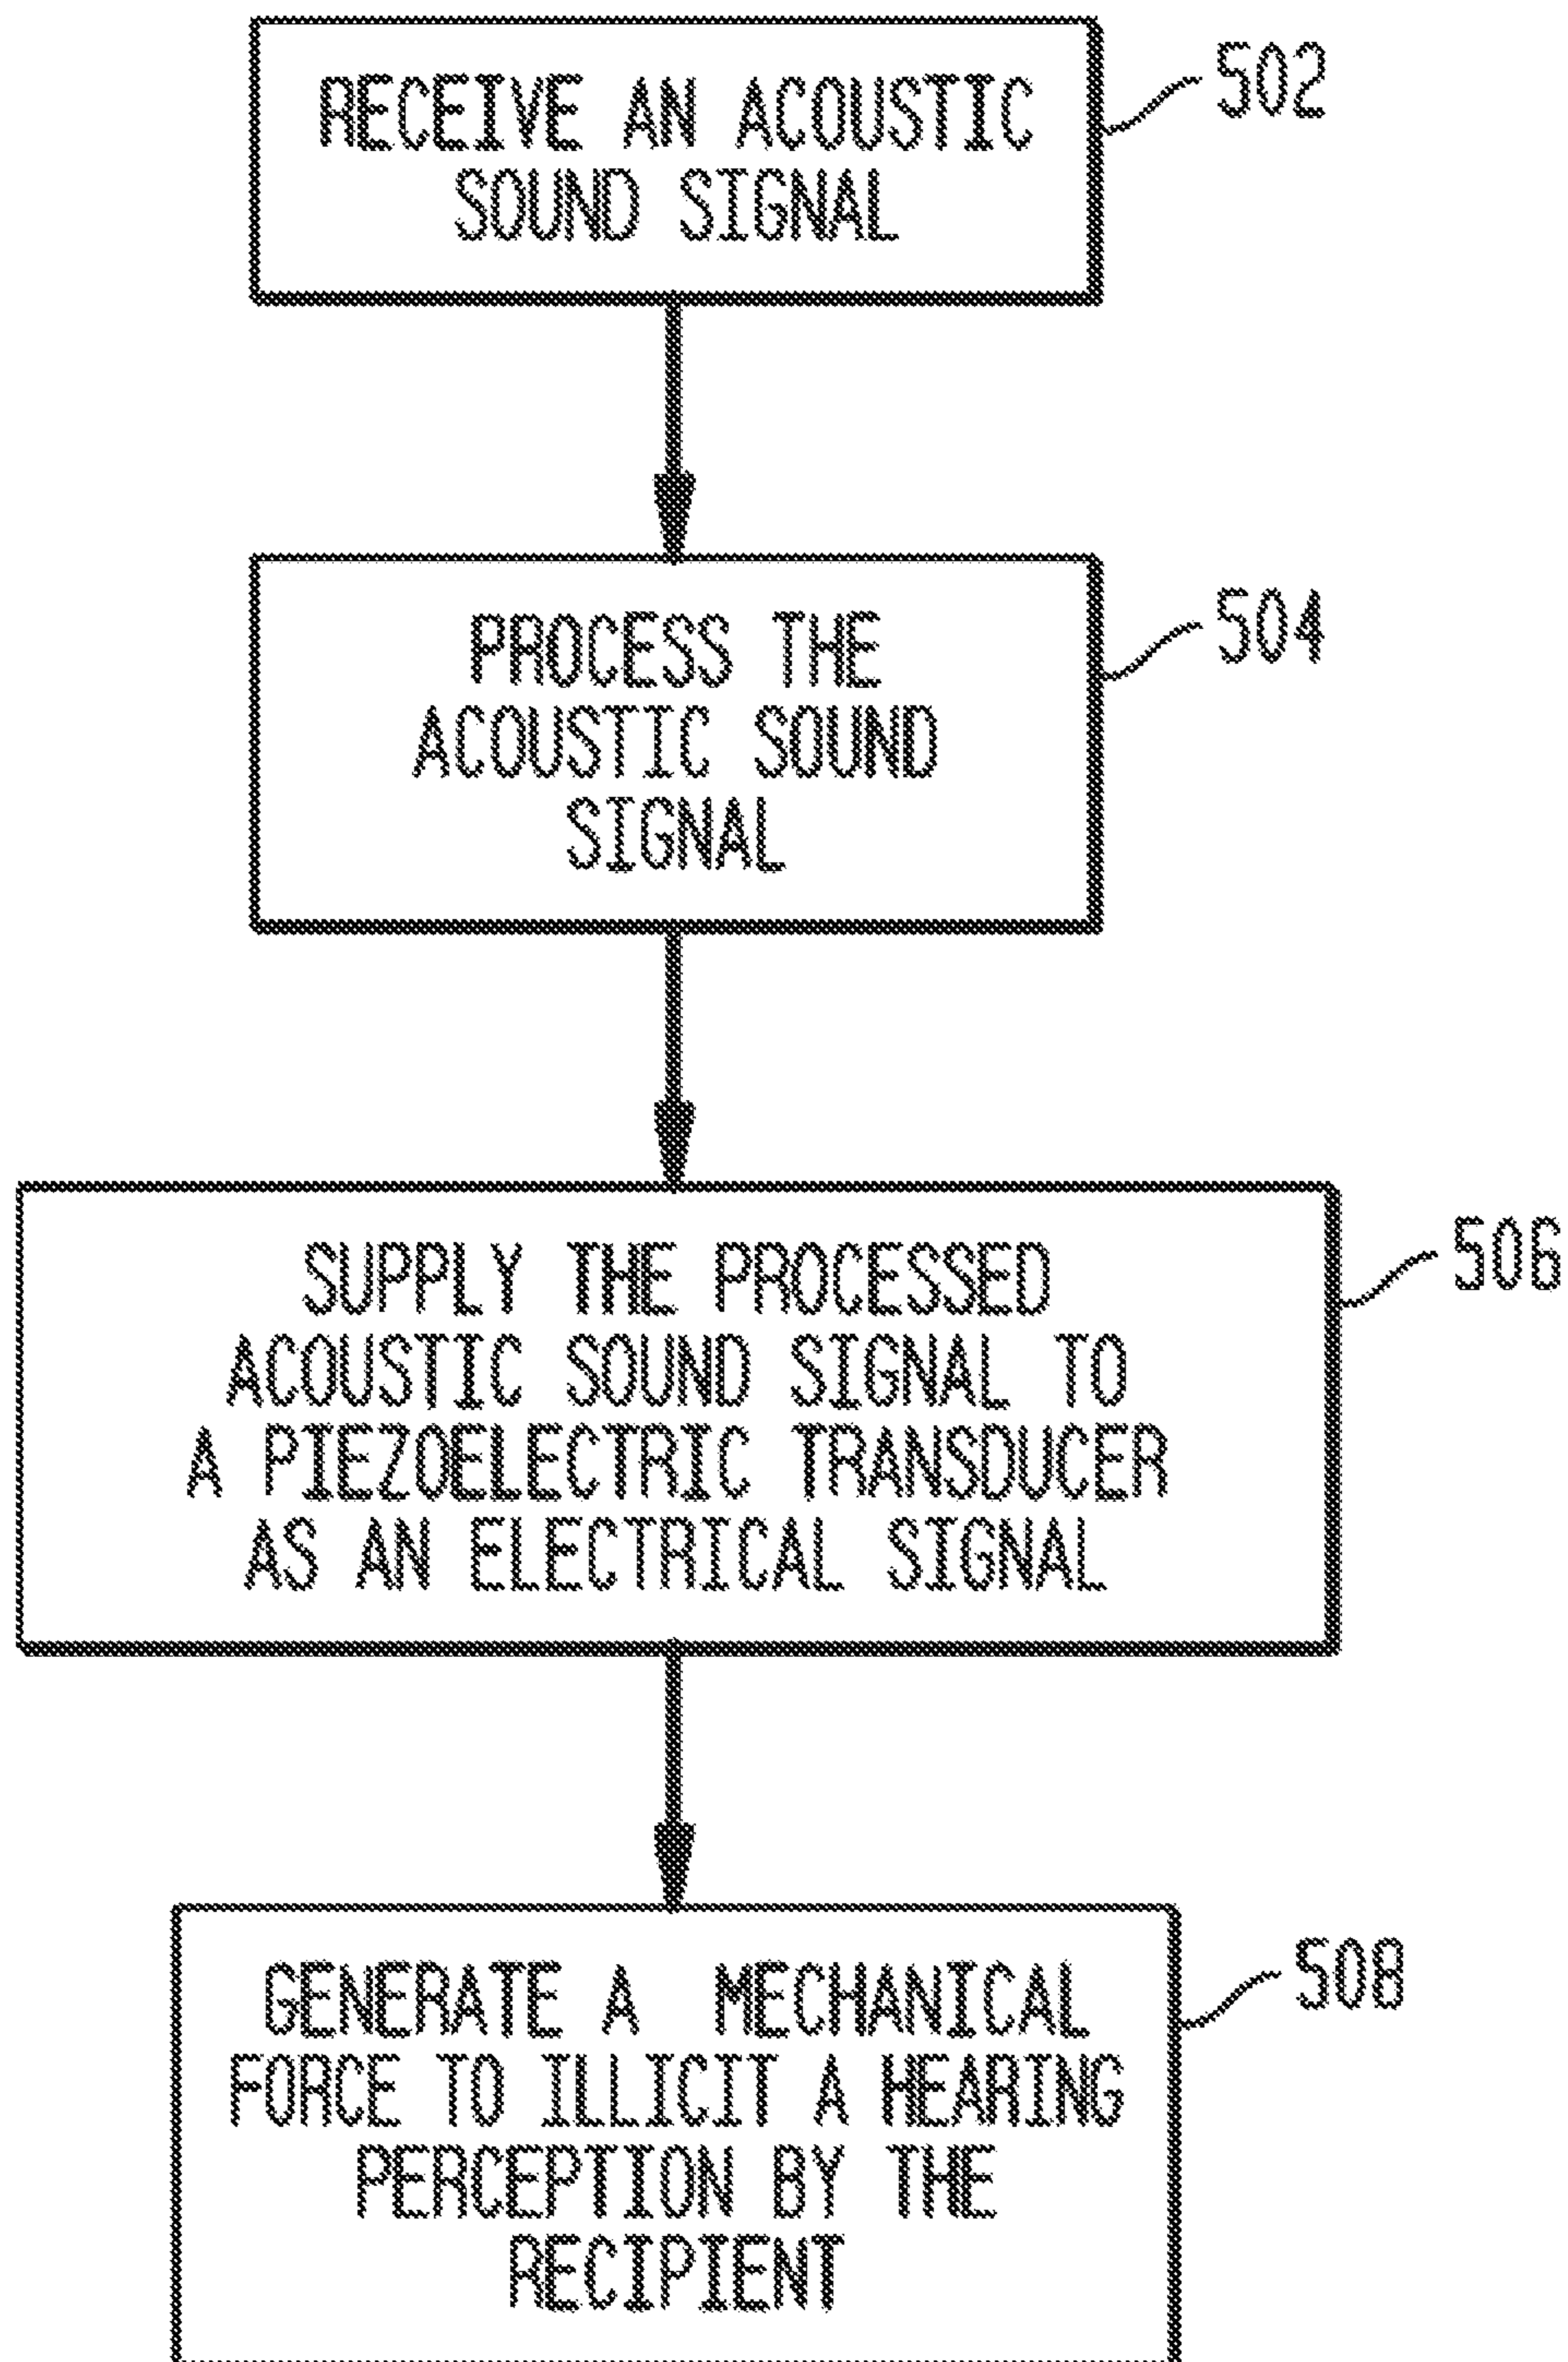 RECEIVE AN ACOUSTIC
SOUND SIGNAL
502
PROCESS THE
ACOUSTIC SOUND
SIGNAL
504
SUPPLY THE PROCESSED
ACOUSTIC SOUND SIGNAL TO
A PIEZOELECTRIC TRANSDUCER
AS AN ELECTRICAL SIGNAL
506
GENERATE A MECHANICAL
FORCE TO ILLICIT A HEARING
PERCEPTION BY THE
RECIPIENT
508